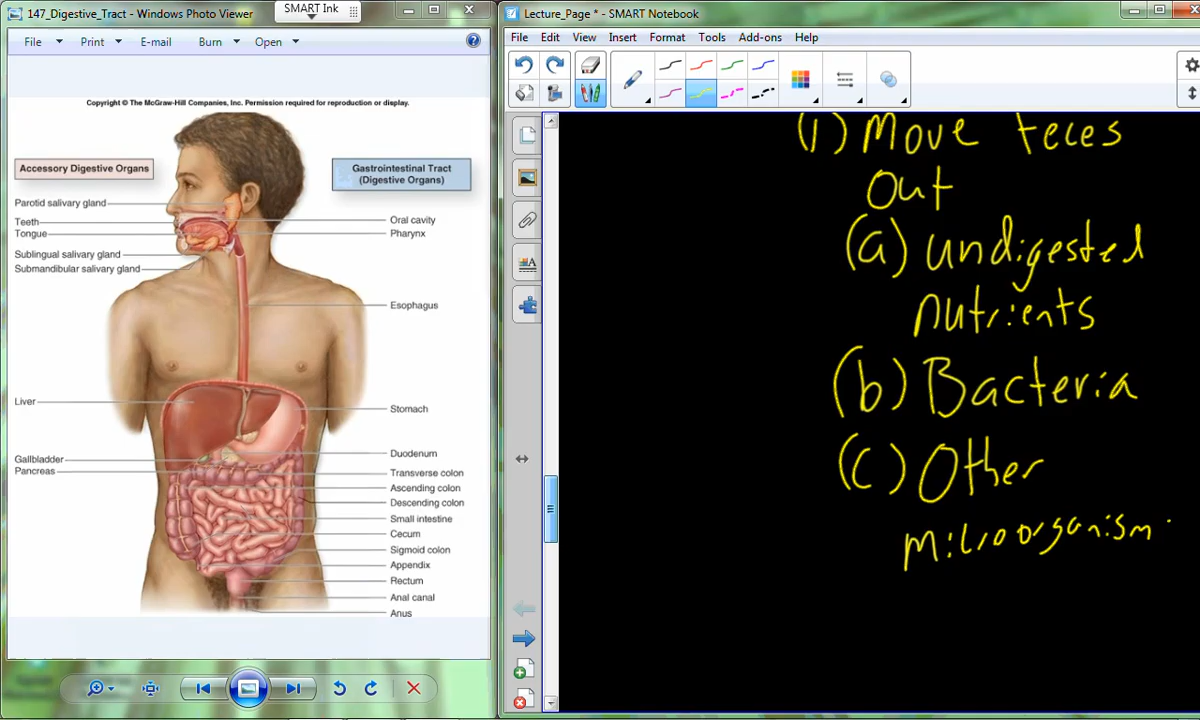 147_Digestive_Tract - Windows Photo Viewer
SMART Ink
File Print E-mail Burn Open
Copyright © The McGraw-Hill Companies, Inc. Permission required for reproduction or display.
Accessory Digestive Organs
Gastrointestinal Tract
(Digestive Organs)
Parotid salivary gland
Teeth
Tongue
Sublingual salivary gland
Submandibular salivary gland
Liver
Gallbladder
Pancreas
Oral cavity
Pharynx
Esophagus
Stomach
Duodenum
Transverse colon
Ascending colon
Descending colon
Small intestine
Cecum
Sigmoid colon
Appendix
Rectum
Anal canal
Anus
Lecture_Page * - SMART Notebook
File Edit View Insert Format Tools Add-ons Help
(1) Move feces
out
(a) undigested
nutrients
(b) Bacteria
(c) Other
microorganism